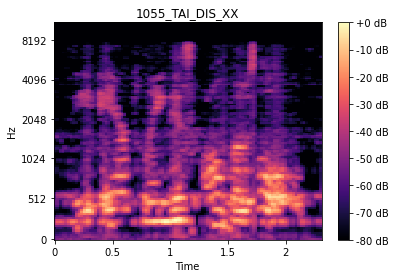 1055_TAI_DIS_XX
8192
4096
2048
1024
512
0
Hz
0 0.5 1 1.5 2
Time
+0 dB
-10 dB
-20 dB
-30 dB
-40 dB
-50 dB
-60 dB
-70 dB
-80 dB